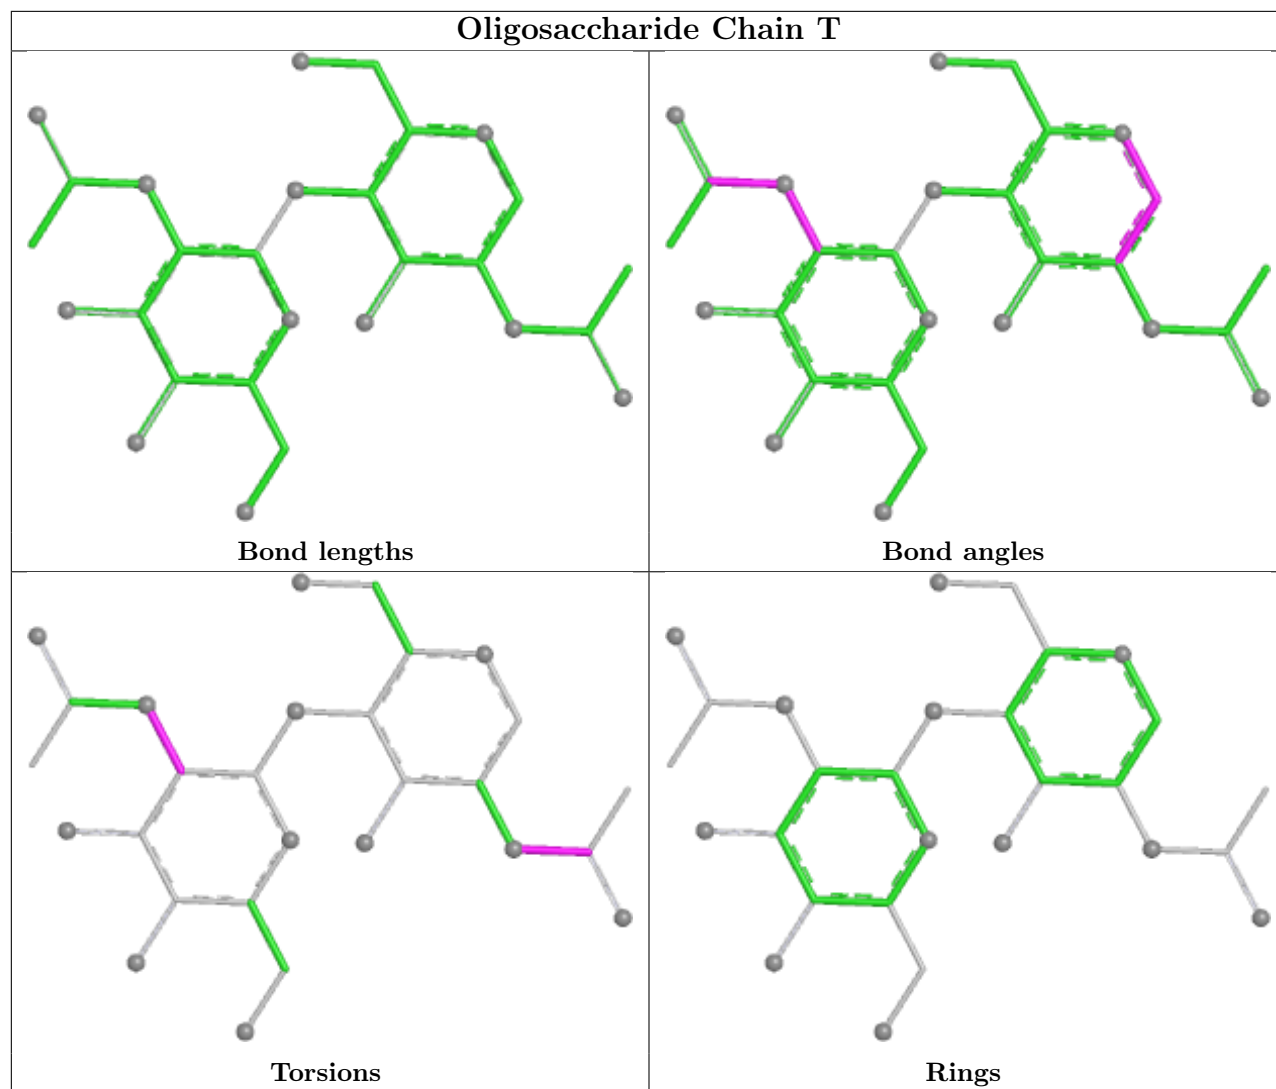 Oligosaccharide Chain T
Bond lengths
Bond angles
Torsions
Rings